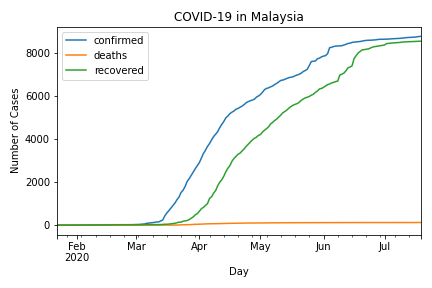 COVID-19 in Malaysia
confirmed
deaths
recovered
Number of Cases
8000
6000
4000
2000
0
Feb Mar Apr May Jun Jul
2020
Day